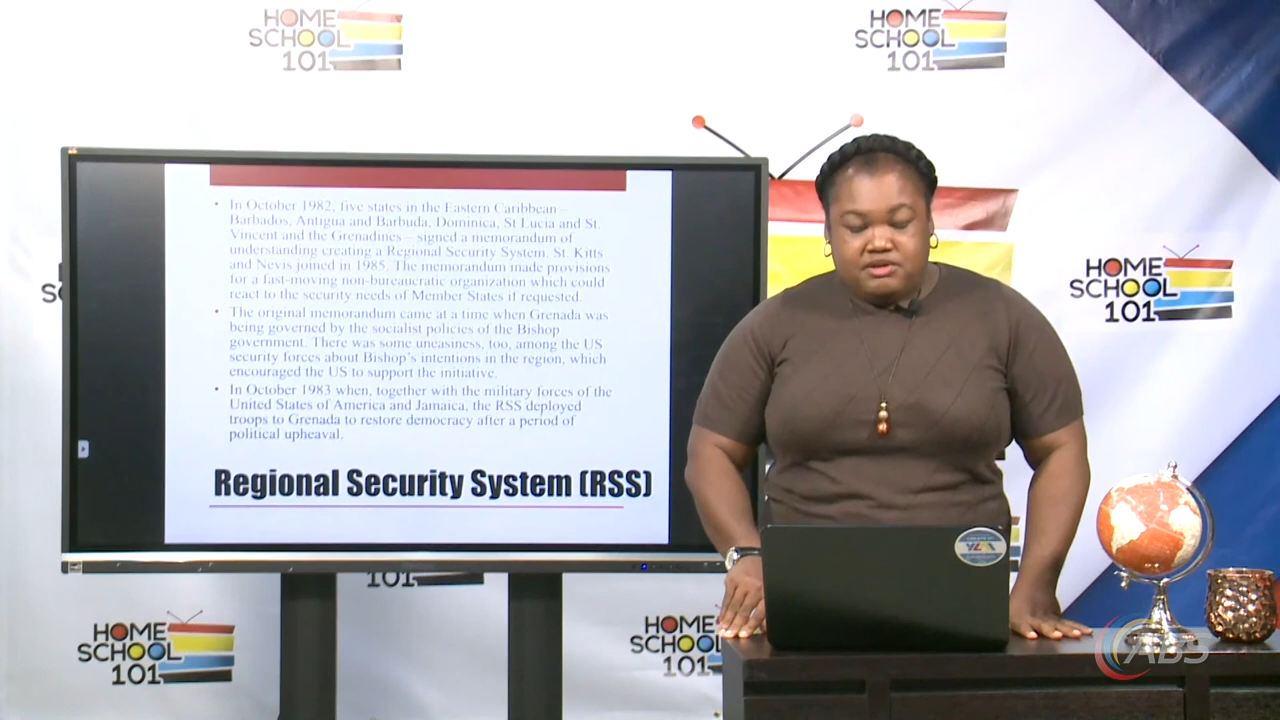 HOME
SCHOOL
101
HOME
SCHOOL
101
• In October 1982, five states in the Eastern Caribbean –
Barbados, Antigua and Barbuda, Dominica, St Lucia and St.
Vincent and the Grenadines – signed a memorandum of
understanding creating a Regional Security System. St. Kitts
and Nevis joined in 1985. The memorandum made provisions
for a fast-moving non-bureaucratic organization which could
react to the security needs of Member States if requested.
• The original memorandum came at a time when Grenada was
being governed by the socialist policies of the Bishop
government. There was some uneasiness, too, among the US
security forces about Bishop's intentions in the region, which
encouraged the US to support the initiative.
• In October 1983 when, together with the military forces of the
United States of America and Jamaica, the RSS deployed
troops to Grenada to restore democracy after a period of
political upheaval.
Regional Security System (RSS)
HOME
SCHOOL
101
101
HOME
SCHOOL
101
HOME
SCHOOL
101
ABS